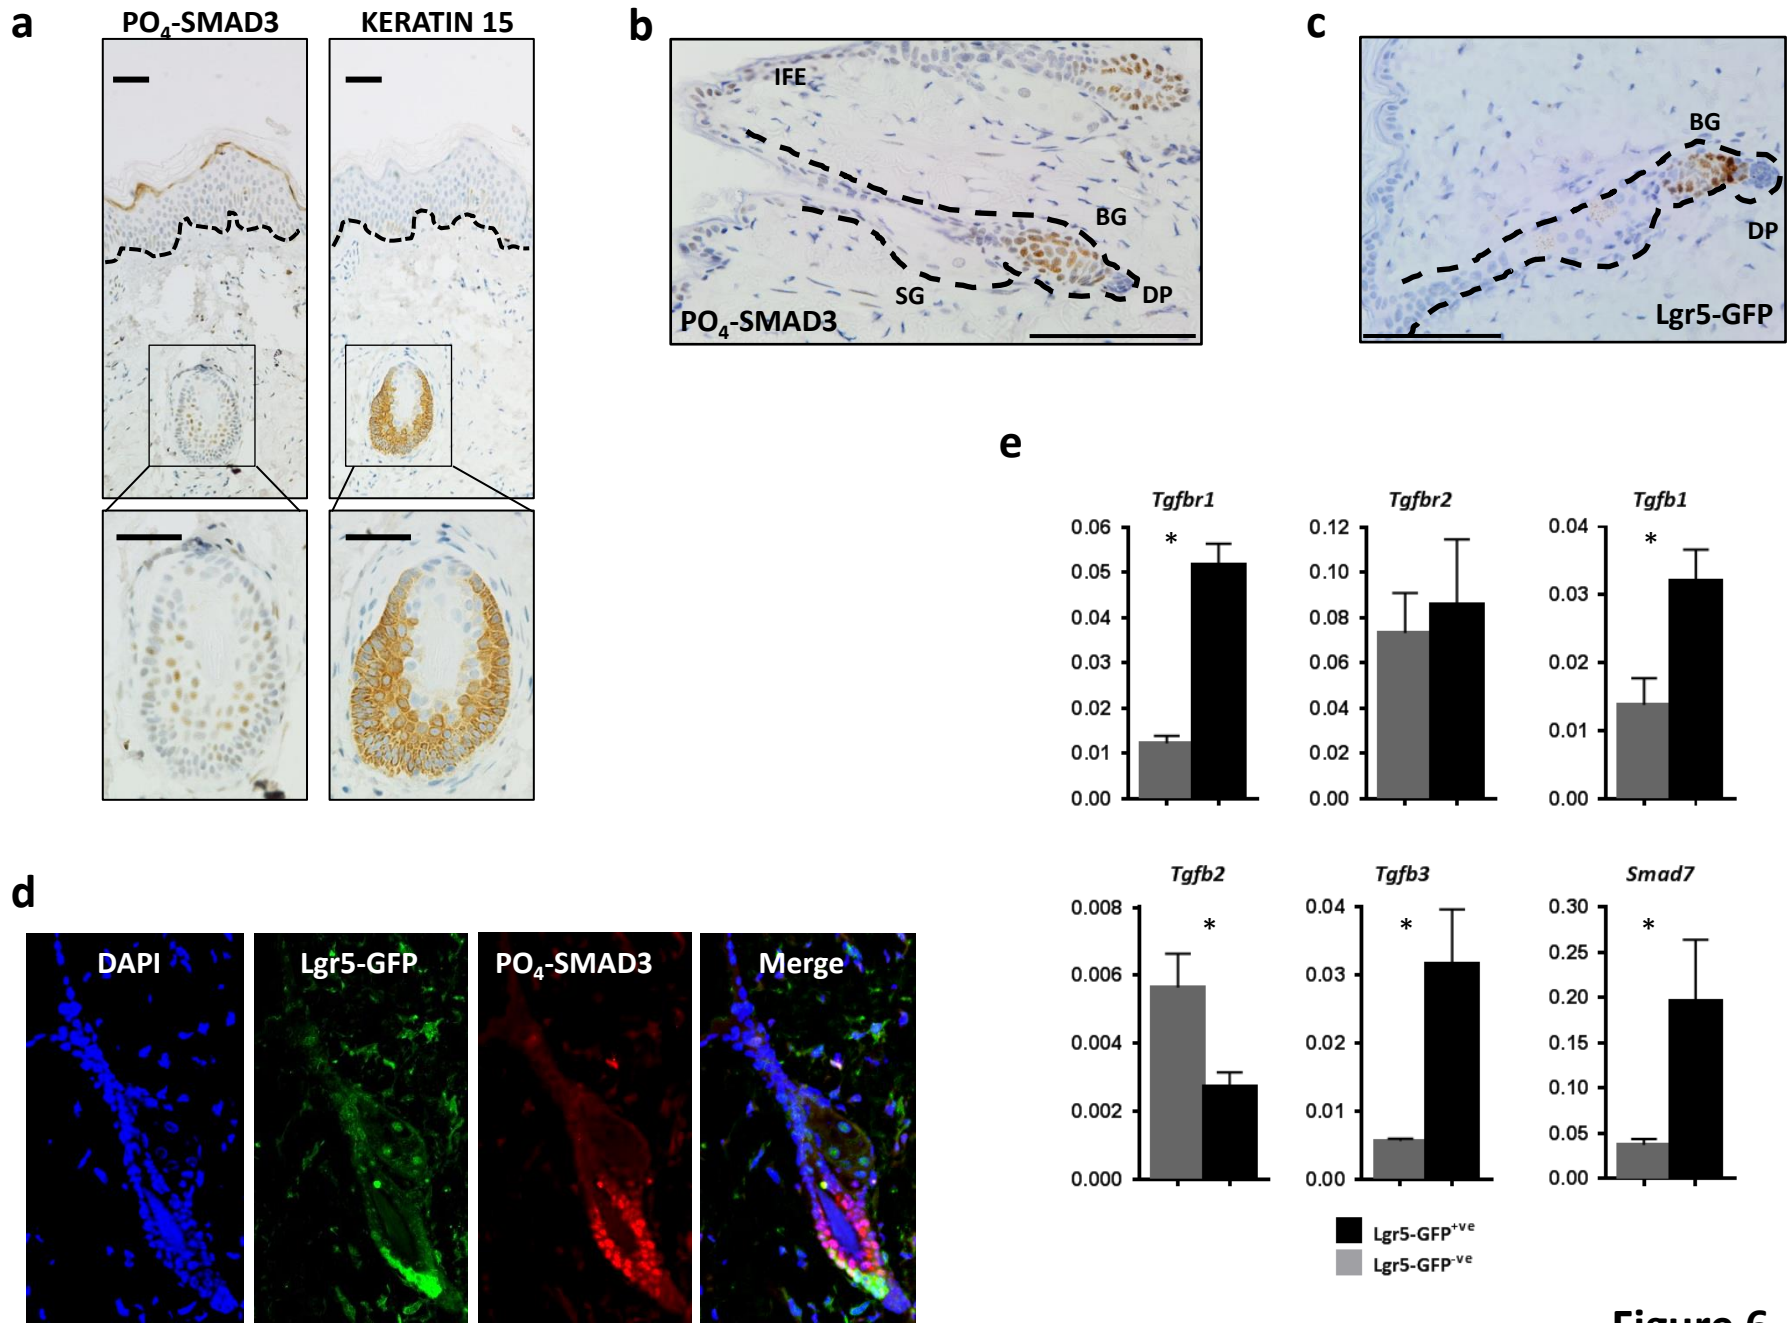 a
PO₄-SMAD3
KERATIN 15
b
IFE
BG
SG
DP
PO₄-SMAD3
c
BG
DP
Lgr5-GFP
d
DAPI
Lgr5-GFP
PO₄-SMAD3
Merge
e
Tgfbr1
0.06
0.05
0.04
0.03
0.02
0.01
0.00
*
Tgfbr2
0.12
0.10
0.08
0.06
0.04
0.02
0.00
Tgfb1
0.04
0.03
0.02
0.01
0.00
*
Tgfb2
0.008
0.006
0.004
0.002
0.000
*
Tgfb3
0.04
0.03
0.02
0.01
0.00
*
Smad7
0.30
0.25
0.20
0.15
0.10
0.05
0.00
*
Lgr5-GFP⁺ᵛᵉ
Lgr5-GFP⁻ᵛᵉ
Figure 6